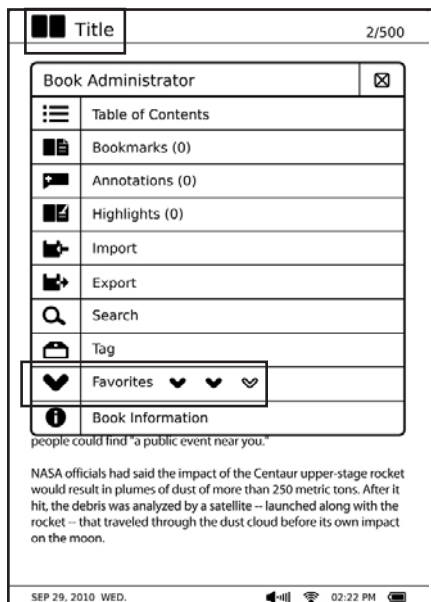 Title
2/500
Book Administrator
Table of Contents
Bookmarks (0)
Annotations (0)
Highlights (0)
Import
Export
Search
Tag
Favorites
Book Information
people could find "a public event near you."
NASA officials had said the impact of the Centaur upper-stage rocket
would result in plumes of dust of more than 250 metric tons. After it
hit, the debris was analyzed by a satellite -- launched along with the
rocket -- that traveled through the dust cloud before its own impact
on the moon.
SEP 29, 2010 WED.
02:22 PM